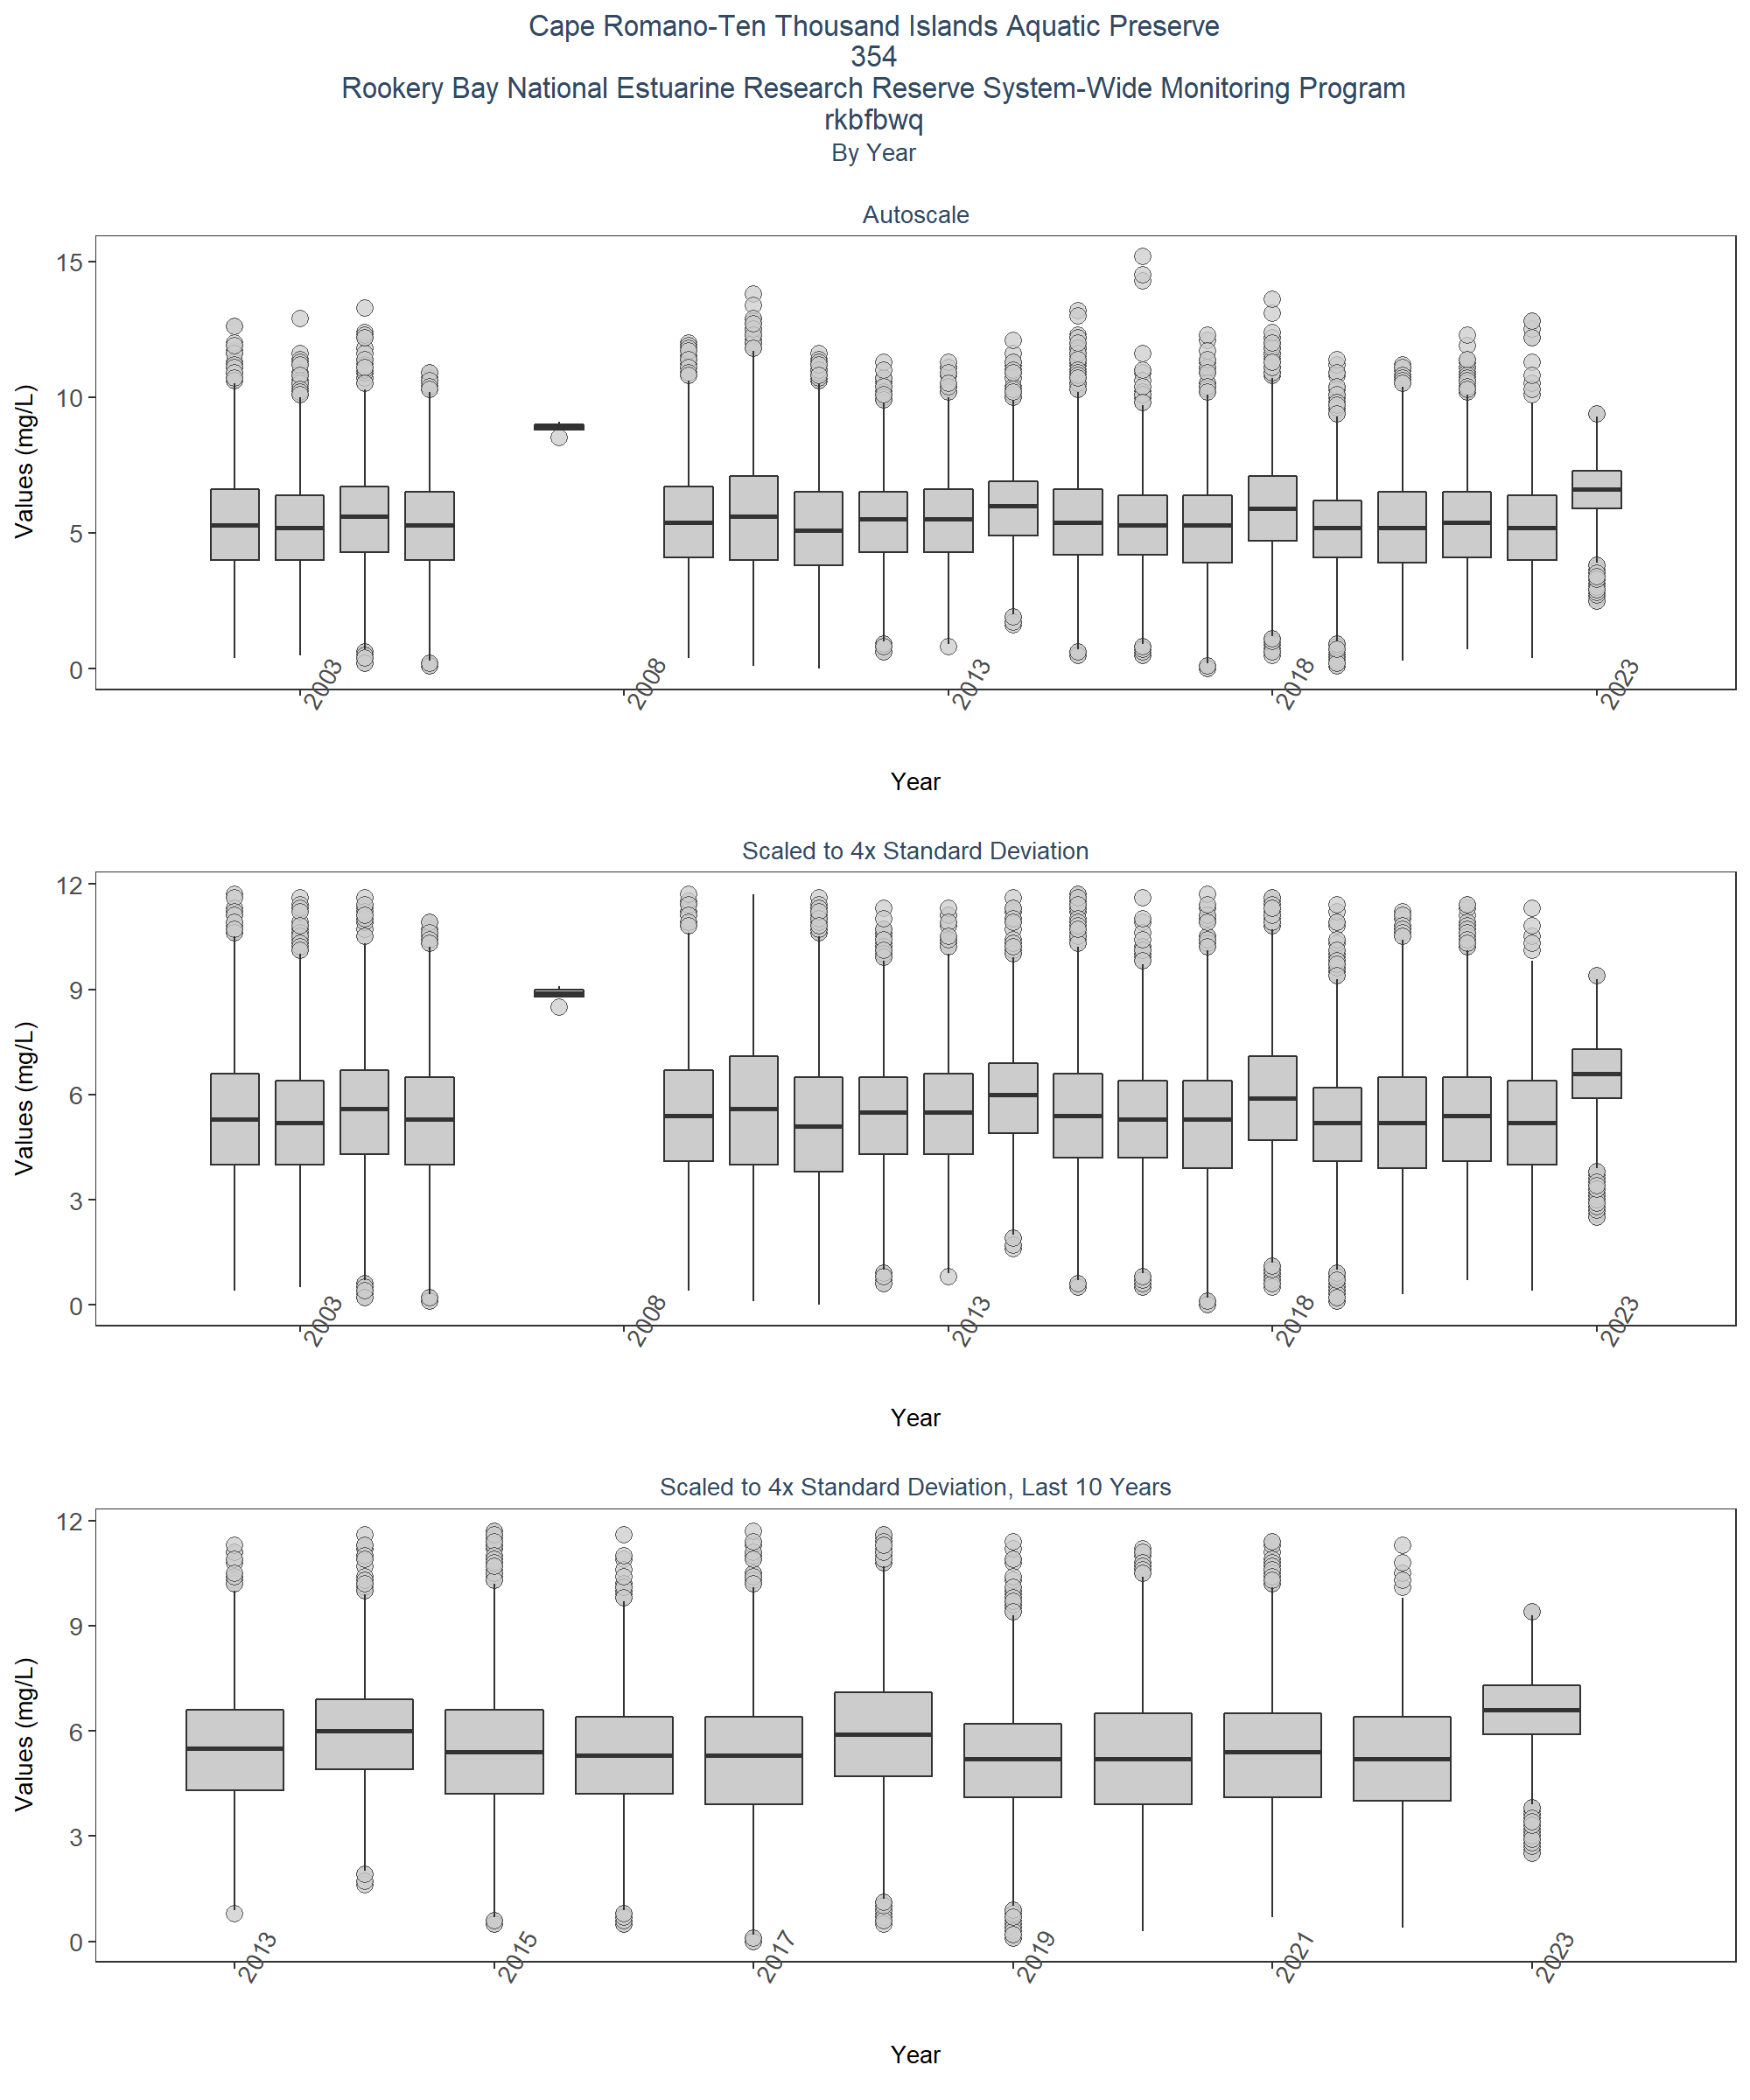 Cape Romano-Ten Thousand Islands Aquatic Preserve
354
Rookery Bay National Estuarine Research Reserve System-Wide Monitoring Program
rkbfbwq
By Year
Autoscale
Values (mg/L)
15
10
5
0
2003
2008
2013
2018
2023
Year
Scaled to 4x Standard Deviation
Values (mg/L)
12
9
6
3
0
2003
2008
2013
2018
2023
Year
Scaled to 4x Standard Deviation, Last 10 Years
Values (mg/L)
12
9
6
3
0
2013
2015
2017
2019
2021
2023
Year